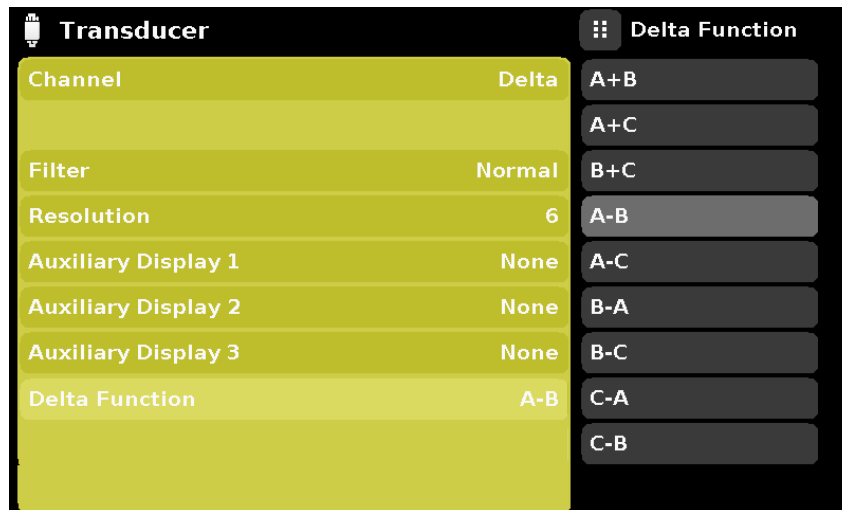 Transducer
Channel Delta
Filter Normal
Resolution 6
Auxiliary Display 1 None
Auxiliary Display 2 None
Auxiliary Display 3 None
Delta Function A-B
Delta Function
A+B
A+C
B+C
A-B
A-C
B-A
B-C
C-A
C-B